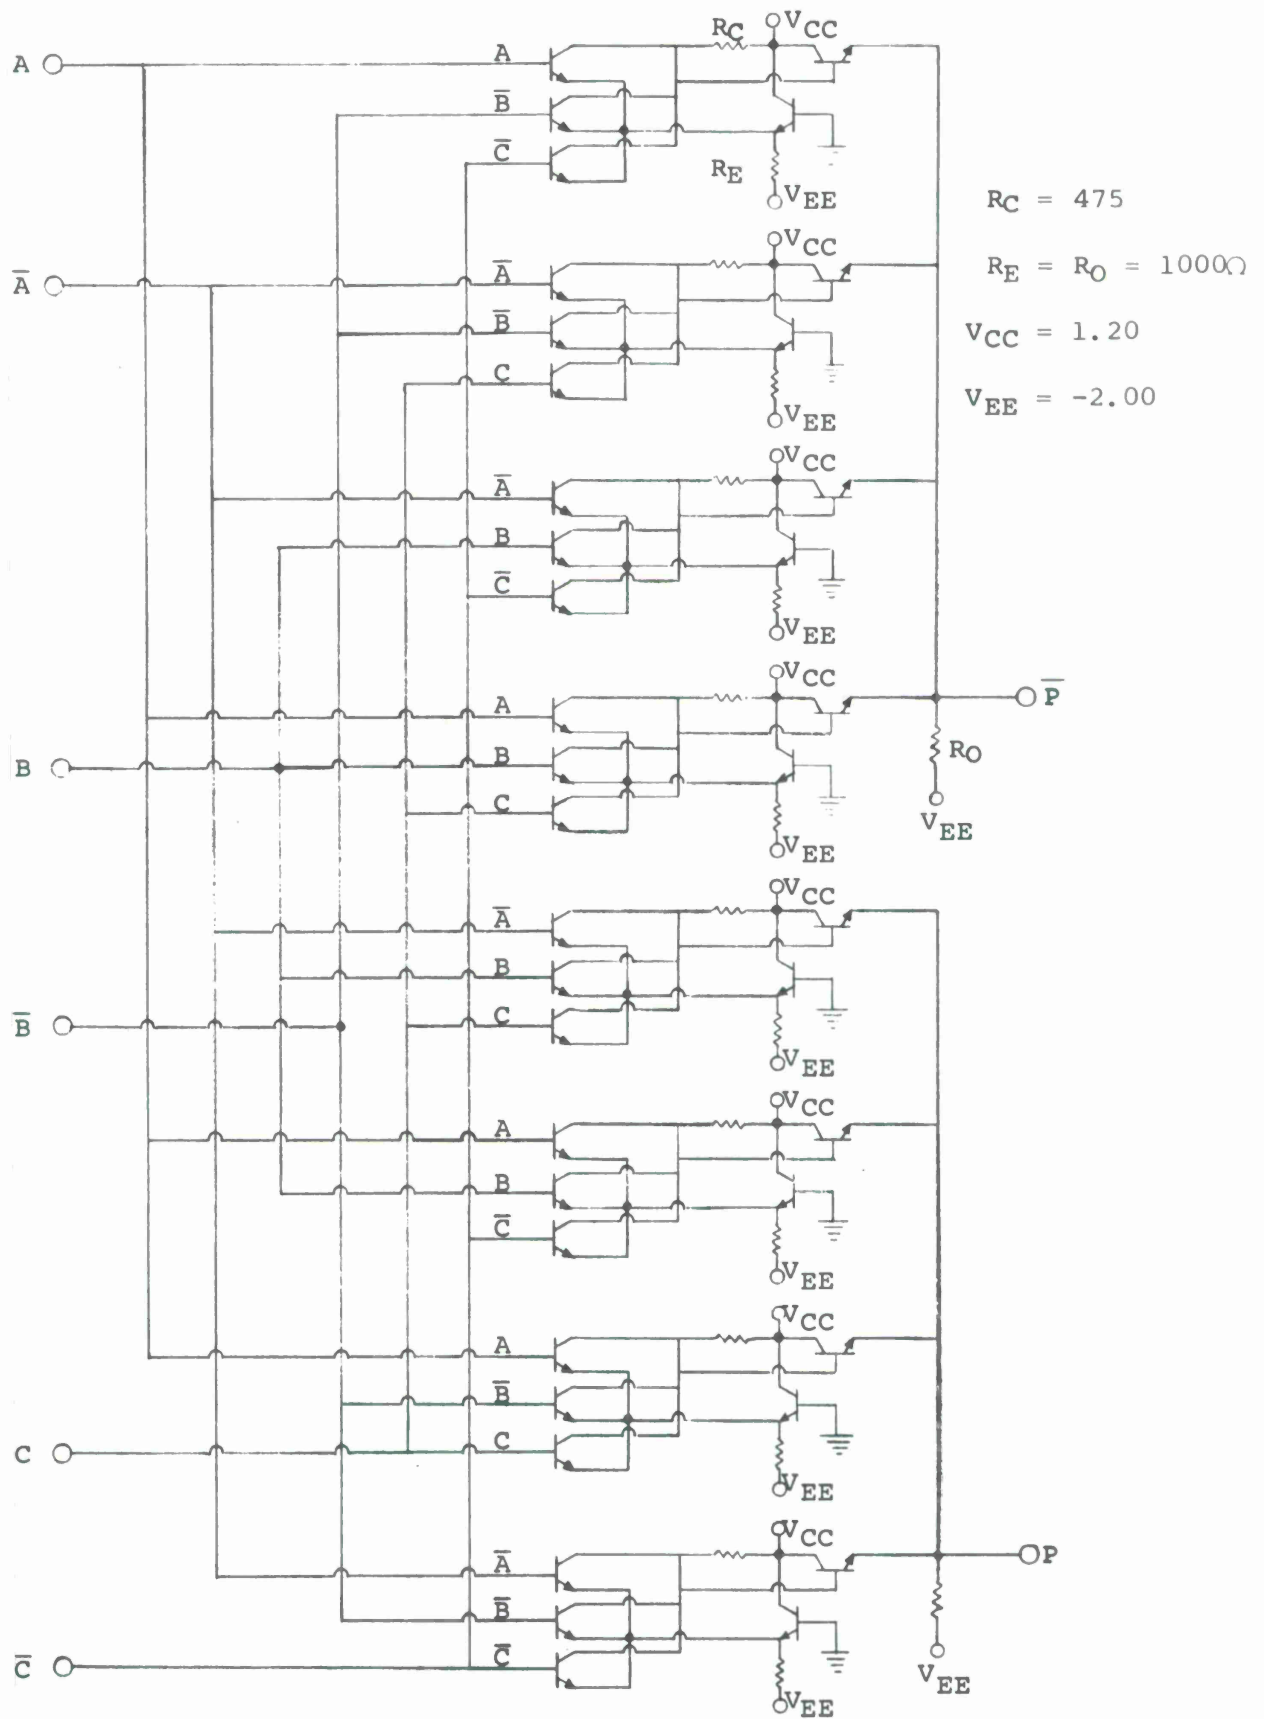 A
A
R_C
V_CC
B̅
C̅
R_E
V_EE
R_C = 475
R_E = R_O = 1000Ω
V_CC = 1.20
V_EE = -2.00
A̅
A̅
V_CC
B̅
C
V_EE
A̅
V_CC
B
C̅
V_EE
A
V_CC
P̅
B
B
R_O
C
V_EE
V_EE
A̅
V_CC
B
B̅
C
V_EE
A
V_CC
B
C̅
V_EE
A
V_CC
B̅
C
C
V_EE
A̅
V_CC
P
B̅
C̅
C̅
V_EE
V_EE